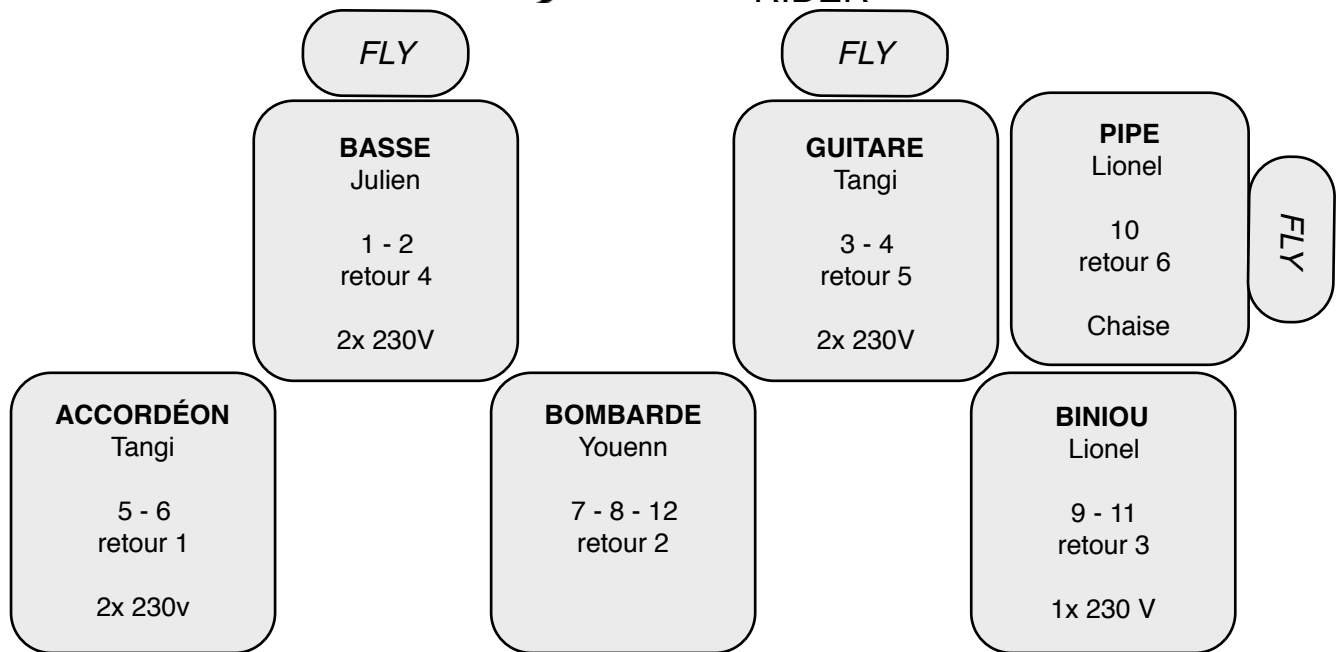 RIDER
FLY
FLY
BASSE
Julien
1 - 2
retour 4
2x 230V
GUITARE
Tangi
3 - 4
retour 5
2x 230V
PIPE
Lionel
10
retour 6
Chaise
FLY
ACCORDÉON
Tangi
5 - 6
retour 1
2x 230v
BOMBARDE
Youenn
7 - 8 - 12
retour 2
BINIOU
Lionel
9 - 11
retour 3
1x 230 V